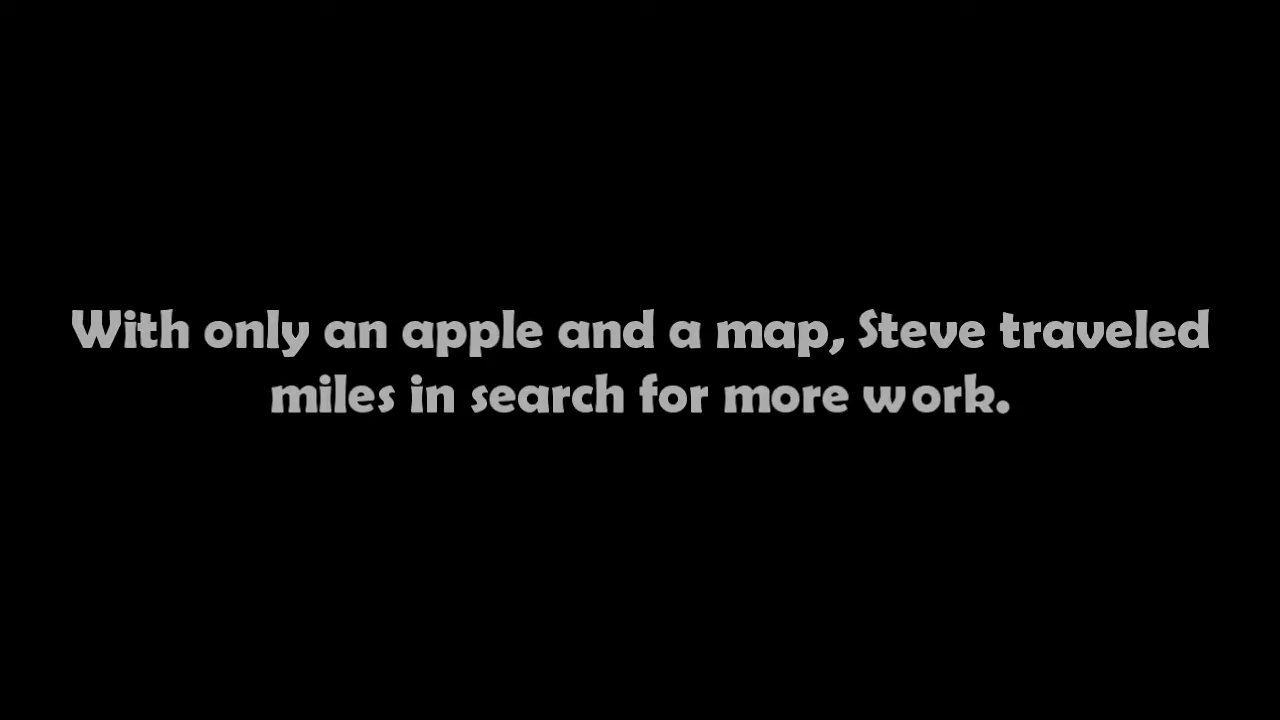 With only an apple and a map, Steve traveled
miles in search for more work.